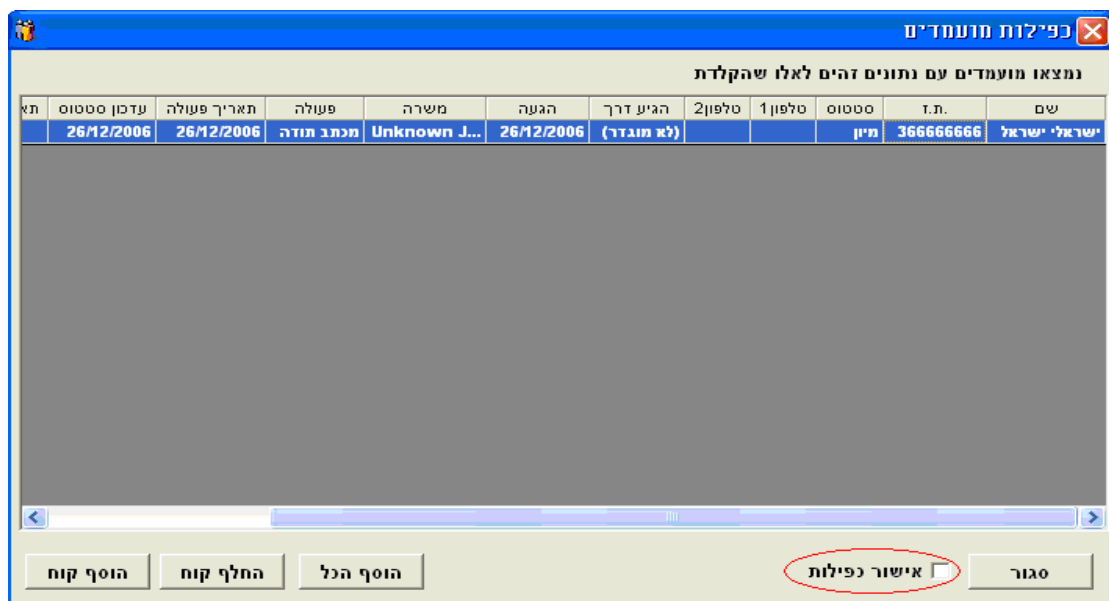 כפילות מועמדים
נמצאו מועמדים עם נתונים זהים לאלו שהקלדת
שם ת.ז. סטטוס טלפון1 טלפון2 הגיע דרך הגעה משרה פעולה תאריך פעולה עדכון סטטוס תא
ישראלי ישראל 366666666 מיון (לא מוגדר) 26/12/2006 Unknown J... מכתב תודה 26/12/2006 26/12/2006
סגור אישור כפילות הוסף הכל החלף קוח הוסף קוח